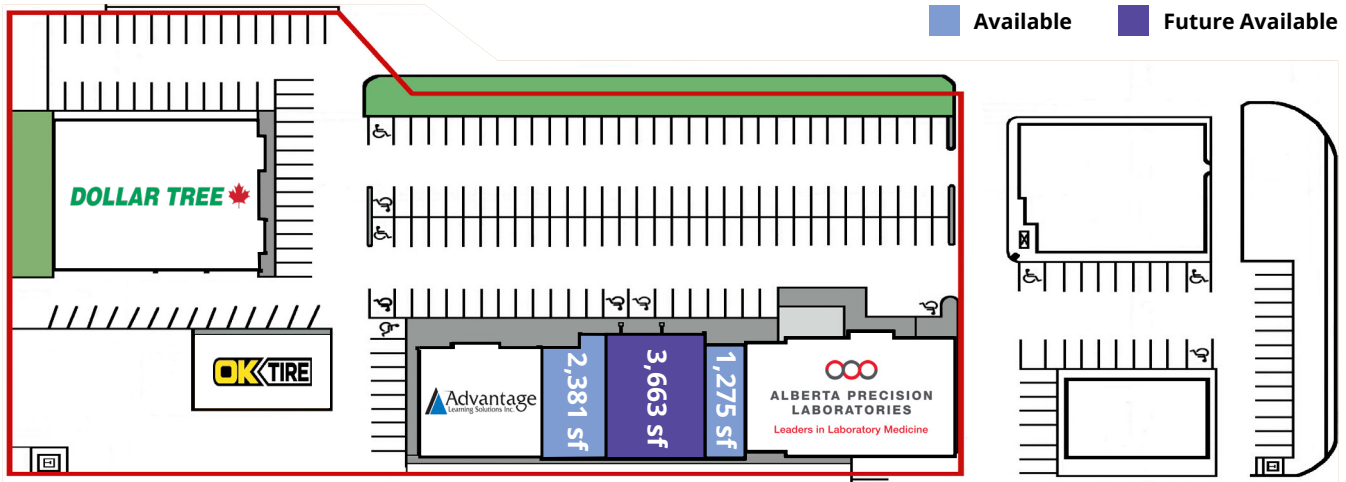 Available
Future Available
DOLLAR TREE
OK TIRE
Advantage
Learning Solutions Inc.
2,381 sf
3,663 sf
1,275 sf
ALBERTA PRECISION
LABORATORIES
Leaders in Laboratory Medicine